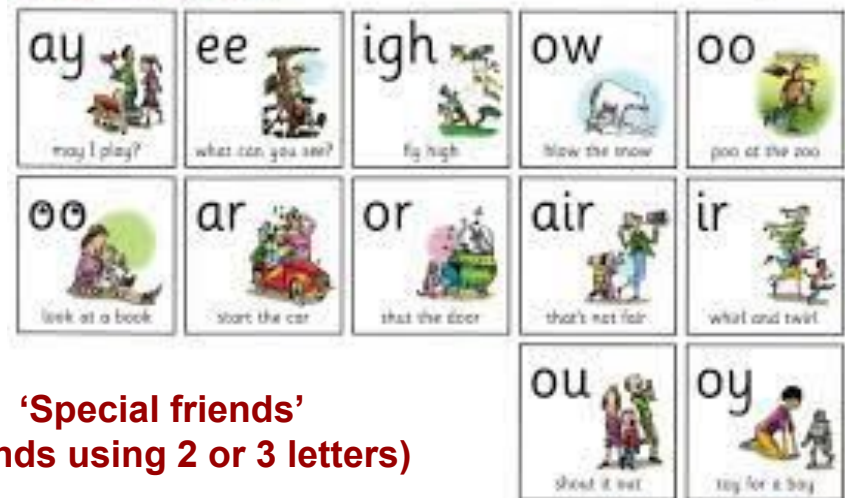 ay
may I play?
ee
what can you see?
igh
fly high
ow
blow the snow
oo
poo at the zoo
oo
look at a book
ar
start the car
or
shut the door
air
that's not fair
ir
whirl and twirl
ou
shout it out
oy
toy for a boy
‘Special friends’
nds using 2 or 3 letters)